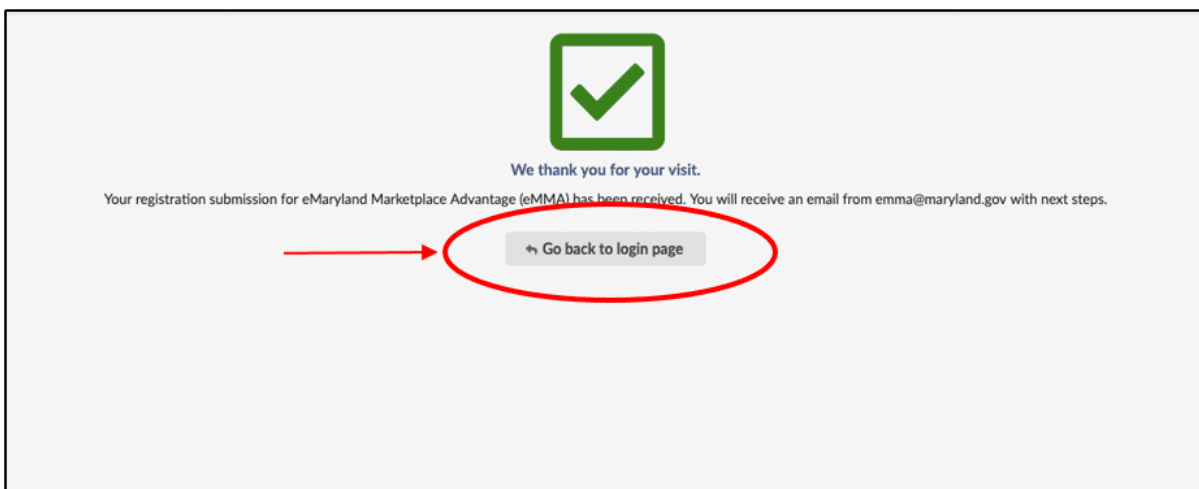 We thank you for your visit.
Your registration submission for eMaryland Marketplace Advantage (eMMA) has been received. You will receive an email from emma@maryland.gov with next steps.
Go back to login page